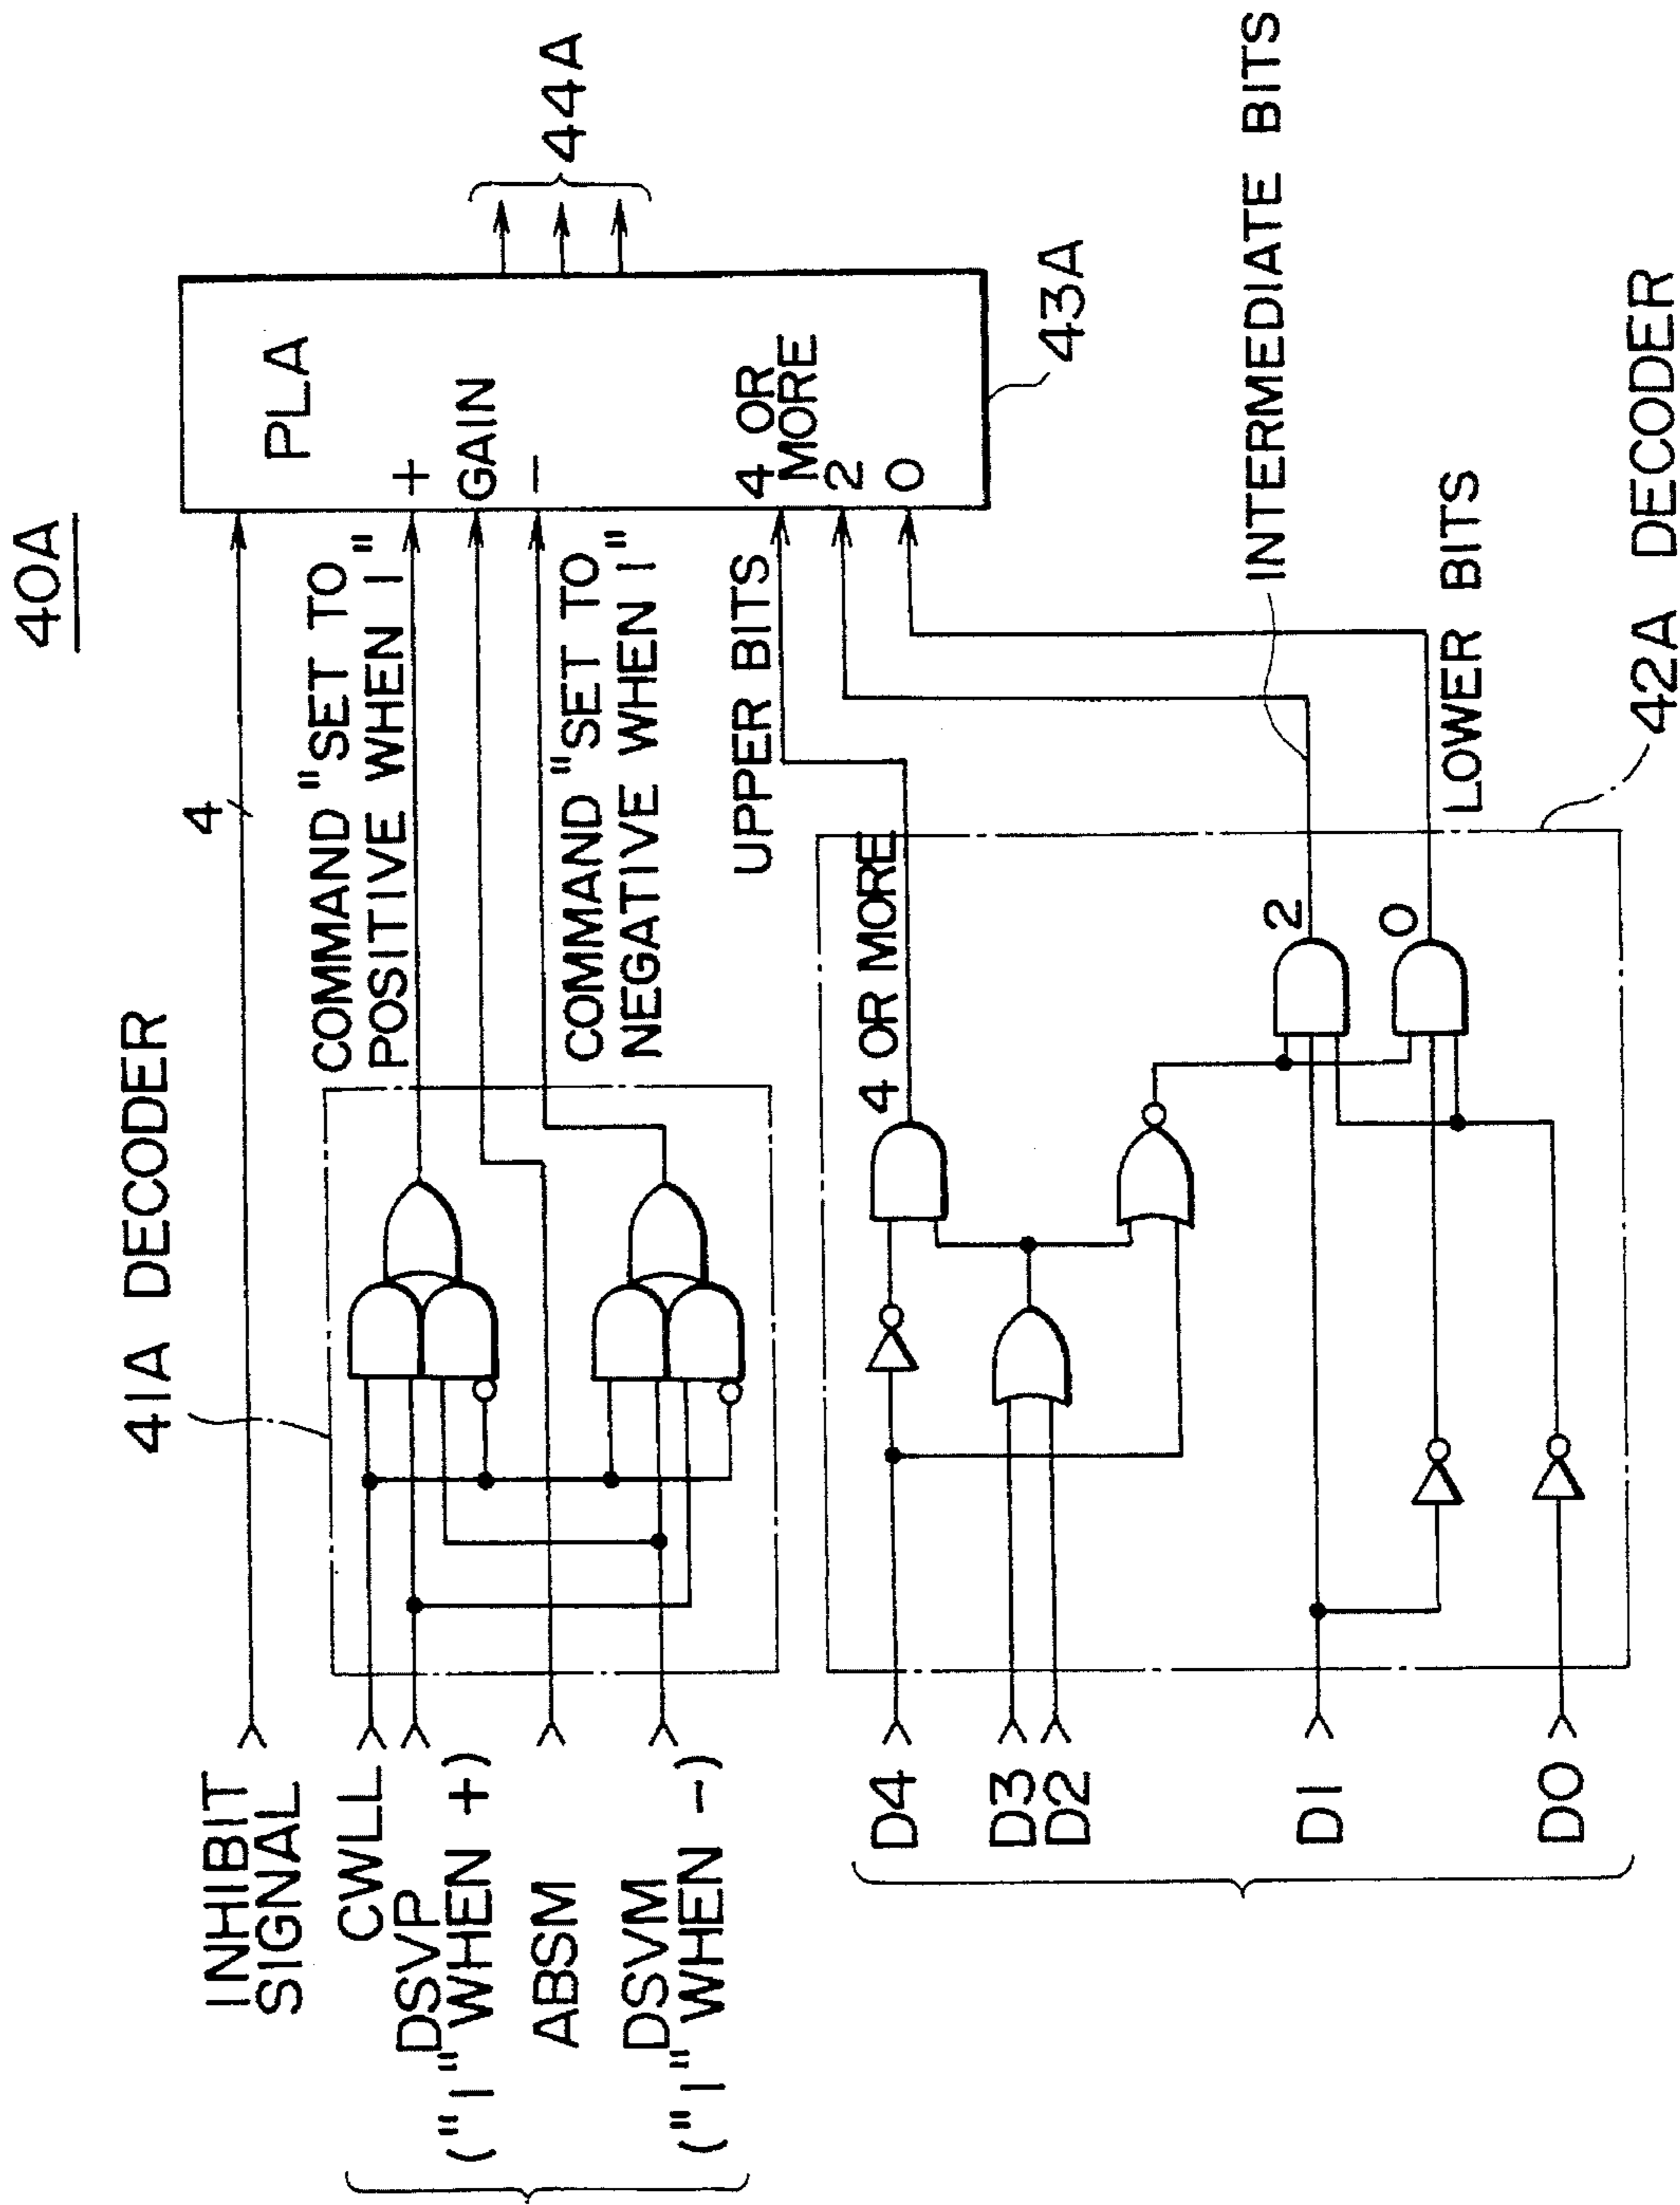 40A
41A DECODER
INHIBIT
SIGNAL
4
CWLL
DSVP
("1" WHEN +)
ABSM
DSVM
("1" WHEN -)
COMMAND "SET TO
POSITIVE WHEN 1"
COMMAND "SET TO
NEGATIVE WHEN 1"
PLA
+
GAIN
-
4 OR
MORE
2
0
44A
43A
UPPER BITS
4 OR MORE
D4
D3
D2
D1
D0
2
0
INTERMEDIATE BITS
LOWER BITS
42A DECODER